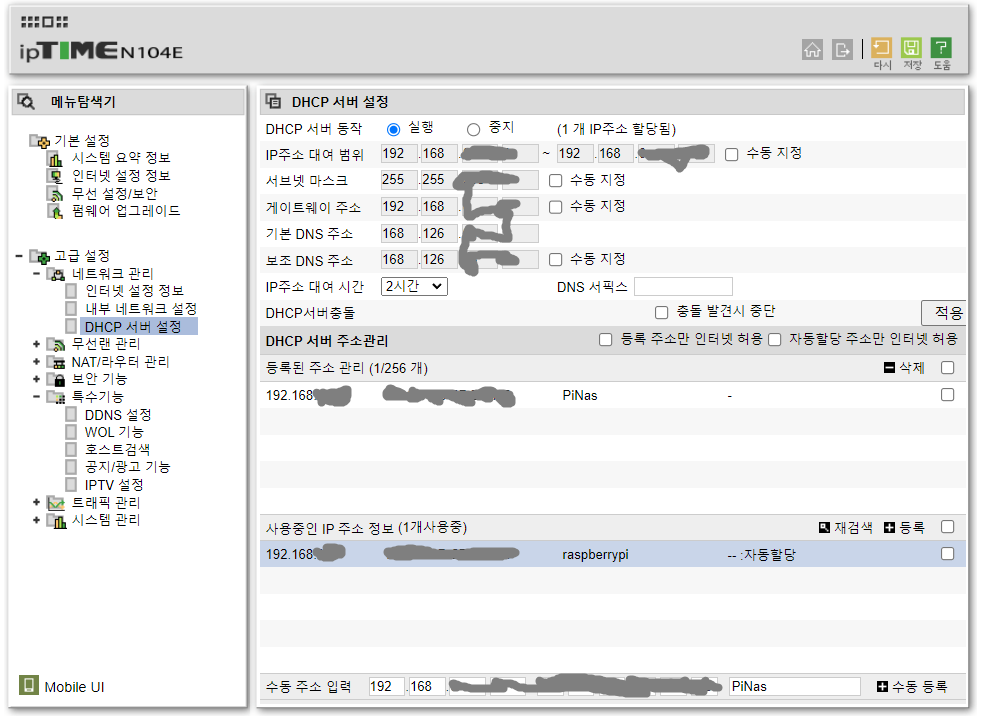 ipTIME N104E
다시 저장 도움
메뉴탐색기
기본 설정
시스템 요약 정보
인터넷 설정 정보
무선 설정/보안
펌웨어 업그레이드
고급 설정
네트워크 관리
인터넷 설정 정보
내부 네트워크 설정
DHCP 서버 설정
무선랜 관리
NAT/라우터 관리
보안 기능
특수기능
DDNS 설정
WOL 기능
호스트검색
공지/광고 기능
IPTV 설정
트래픽 관리
시스템 관리
Mobile UI
DHCP 서버 설정
DHCP 서버 동작 실행 중지 (1 개 IP주소 할당됨)
IP주소 대여 범위 192 .168 . ~ 192 .168 . 수동 지정
서브넷 마스크 255 .255 . 수동 지정
게이트웨이 주소 192 .168 . 수동 지정
기본 DNS 주소 168 .126 .
보조 DNS 주소 168 .126 . 수동 지정
IP주소 대여 시간 2시간 DNS 서픽스
DHCP서버충돌 충돌 발견시 중단 적용
DHCP 서버 주소관리 등록 주소만 인터넷 허용 자동할당 주소만 인터넷 허용
등록된 주소 관리 (1/256 개) 삭제
192.168. PiNas -
사용중인 IP 주소 정보 (1개사용중) 재검색 등록
192.168. raspberrypi -- :자동할당
수동 주소 입력 192 .168 . PiNas 수동 등록